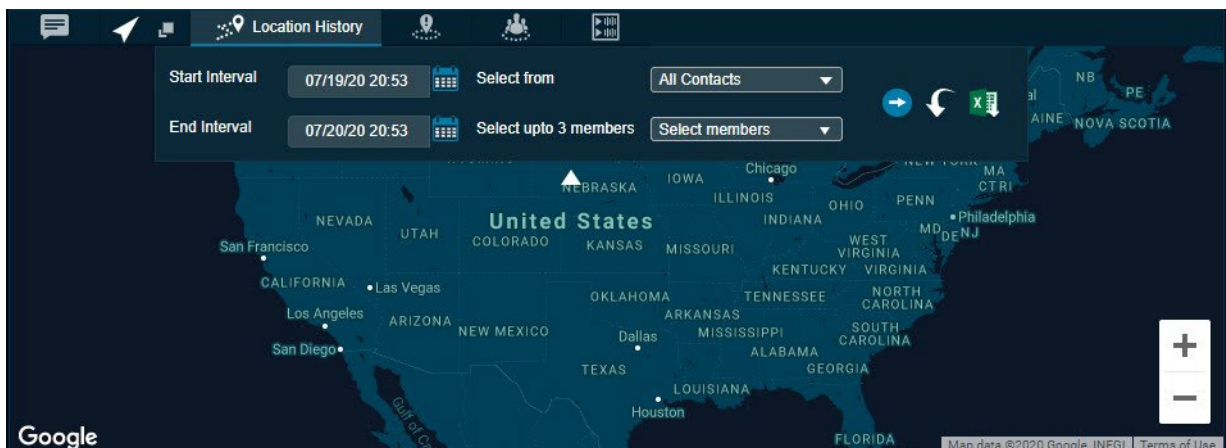 Location History
Start Interval 07/19/20 20:53 Select from All Contacts
End Interval 07/20/20 20:53 Select upto 3 members Select members
NB
PE
AINE NOVA SCOTIA
Chicago
MA
CT RI
NEBRASKA
IOWA
ILLINOIS
INDIANA
OHIO
PENN
Philadelphia
MD
DE NJ
NEVADA
UTAH
United States
COLORADO
KANSAS
MISSOURI
WEST
VIRGINIA
KENTUCKY
VIRGINIA
San Francisco
CALIFORNIA
Las Vegas
OKLAHOMA
TENNESSEE
NORTH
CAROLINA
Los Angeles
ARIZONA
NEW MEXICO
ARKANSAS
Dallas
MISSISSIPPI
SOUTH
CAROLINA
San Diego
ALABAMA
TEXAS
GEORGIA
LOUISIANA
Houston
Gulf of
FLORIDA
Google
Map data ©2020 Google, INEGI Terms of Use